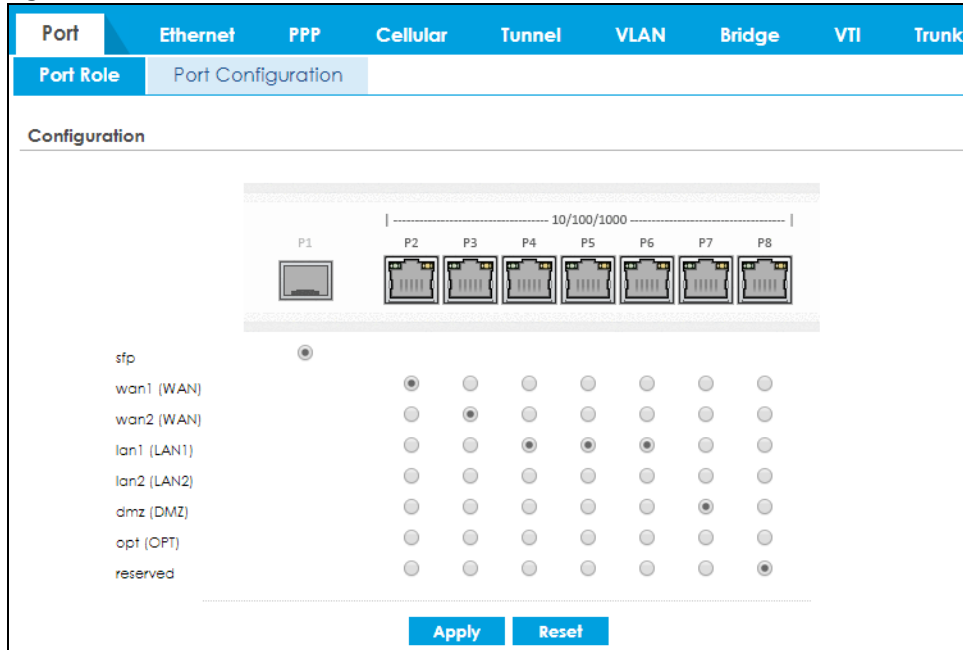 Port Ethernet PPP Cellular Tunnel VLAN Bridge VTI Trunk
Port Role Port Configuration
Configuration
10/100/1000
P1 P2 P3 P4 P5 P6 P7 P8
sfp
wan1 (WAN)
wan2 (WAN)
lan1 (LAN1)
lan2 (LAN2)
dmz (DMZ)
opt (OPT)
reserved
Apply Reset